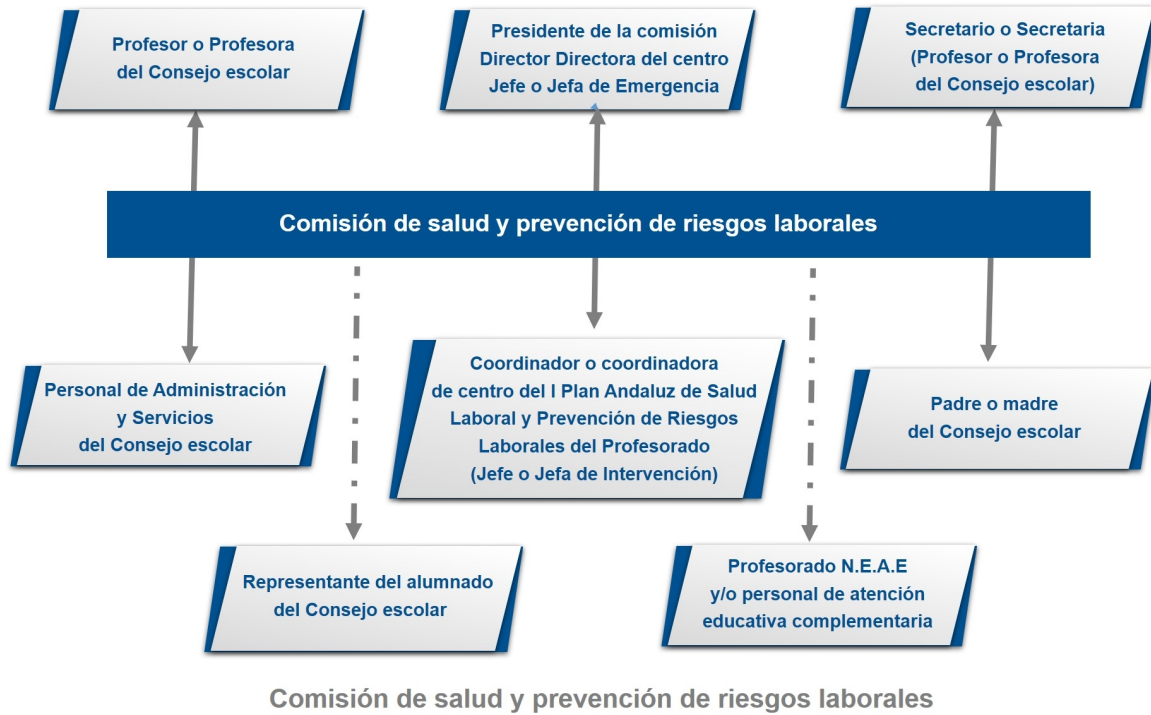 Profesor o Profesora
del Consejo escolar
Presidente de la comisión
Director Directora del centro
Jefe o Jefa de Emergencia
Secretario o Secretaria
(Profesor o Profesora
del Consejo escolar)
Comisión de salud y prevención de riesgos laborales
Personal de Administración
y Servicios
del Consejo escolar
Coordinador o coordinadora
de centro del I Plan Andaluz de Salud
Laboral y Prevención de Riesgos
Laborales del Profesorado
(Jefe o Jefa de Intervención)
Padre o madre
del Consejo escolar
Representante del alumnado
del Consejo escolar
Profesorado N.E.A.E
y/o personal de atención
educativa complementaria
Comisión de salud y prevención de riesgos laborales